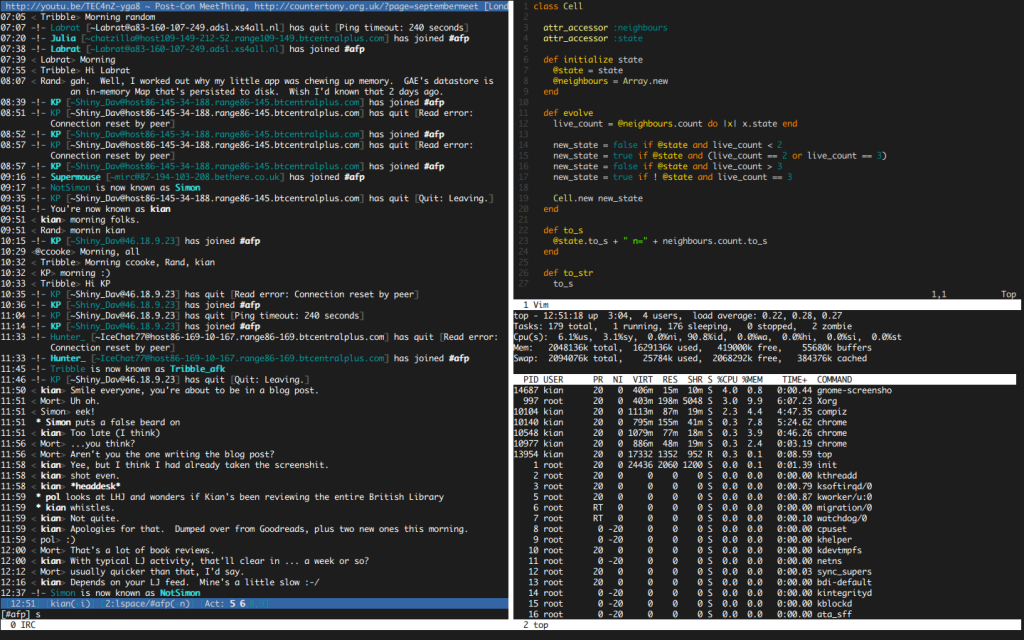 http://youtu.be/TEC4nZ-yga8 ~ Post-Con MeetThing, http://countertony.org.uk/?page=septembermeet [Lond
07:05 < Tribble> Morning random
07:07 -!- Labrat [~Labrat@a83-160-107-249.adsl.xs4all.nl] has quit [Ping timeout: 240 seconds]
07:20 -!- Julia [~chatzilla@host109-149-212-52.range109-149.btcentralplus.com] has joined #afp
07:38 -!- Labrat [~Labrat@a83-160-107-249.adsl.xs4all.nl] has joined #afp
07:39 < Labrat> Morning
07:55 < Tribble> Hi Labrat
08:07 < Rand> gah.  Well, I worked out why my little app was chewing up memory.  GAE's datastore is
an in-memory Map that's persisted to disk.  Wish I'd known that 2 days ago.
08:39 -!- KP [~Shiny_Dav@host86-145-34-188.range86-145.btcentralplus.com] has joined #afp
08:51 -!- KP [~Shiny_Dav@host86-145-34-188.range86-145.btcentralplus.com] has quit [Read error:
Connection reset by peer]
08:52 -!- KP [~Shiny_Dav@host86-145-34-188.range86-145.btcentralplus.com] has joined #afp
08:57 -!- KP [~Shiny_Dav@host86-145-34-188.range86-145.btcentralplus.com] has quit [Read error:
Connection reset by peer]
08:57 -!- KP [~Shiny_Dav@host86-145-34-188.range86-145.btcentralplus.com] has joined #afp
09:16 -!- Supermouse [~mirc@87-194-103-208.bethere.co.uk] has joined #afp
09:17 -!- NotSimon is now known as Simon
09:35 -!- KP [~Shiny_Dav@host86-145-34-188.range86-145.btcentralplus.com] has quit [Quit: Leaving.]
09:51 -!- You're now known as kian
09:51 < kian> morning folks.
09:51 < Rand> mornin kian
10:15 -!- KP [~Shiny_Dav@46.18.9.23] has joined #afp
10:29 <@ccooke> Morning, all
10:32 < Tribble> Morning ccooke, Rand, kian
10:32 < KP> morning :)
10:33 < Tribble> Hi KP
10:35 -!- KP [~Shiny_Dav@46.18.9.23] has quit [Read error: Connection reset by peer]
10:36 -!- KP [~Shiny_Dav@46.18.9.23] has joined #afp
11:04 -!- KP [~Shiny_Dav@46.18.9.23] has quit [Ping timeout: 240 seconds]
11:14 -!- KP [~Shiny_Dav@46.18.9.23] has joined #afp
11:33 -!- Hunter_ [~IceChat77@host86-169-10-167.range86-169.btcentralplus.com] has quit [Read error:
Connection reset by peer]
11:33 -!- Hunter_ [~IceChat77@host86-169-10-167.range86-169.btcentralplus.com] has joined #afp
11:45 -!- Tribble is now known as Tribble_afk
11:46 -!- KP [~Shiny_Dav@46.18.9.23] has quit [Quit: Leaving.]
11:50 < kian> Smile everyone, you're about to be in a blog post.
11:51 < Mort> Uh oh.
11:51 < Simon> eek!
11:51  * Simon puts a false beard on
11:51 < kian> Too late (I think)
11:56 < Mort> ...you think?
11:56 < Mort> Aren't you the one writing the blog post?
11:58 < kian> Yee, but I think I had already taken the screenshit.
11:58 < kian> shot even.
11:58 < kian> *headdesk*
11:59  * pol looks at LHJ and wonders if Kian's been reviewing the entire British Library
11:59  * kian whistles.
11:59 < kian> Not quite.
11:59 < kian> Apologies for that.  Dumped over from Goodreads, plus two new ones this morning.
11:59 < pol> :)
12:00 < Mort> That's a lot of book reviews.
12:00 < kian> With typical LJ activity, that'll clear in ... a week or so?
12:12 < Mort> usually quicker than that, I'd say.
12:16 < kian> Depends on your LJ feed.  Mine's a little slow :-/
12:37 -!- Simon is now known as NotSimon
[12:51] [kian(+i)] [2:lspace/#afp(+n)] [Act: 5 6]
[#afp] s
0 IRC
1 class Cell
2
3 attr_accessor :neighbours
4 attr_accessor :state
5
6 def initialize state
7 @state = state
8 @neighbours = Array.new
9 end
10
11 def evolve
12 live_count = @neighbours.count do |x| x.state end
13
14 new_state = false if @state and live_count < 2
15 new_state = true if @state and (live_count == 2 or live_count == 3)
16 new_state = false if @state and live_count > 3
17 new_state = true if ! @state and live_count == 3
18
19 Cell.new new_state
20 end
21
22 def to_s
23 @state.to_s + " n=" + neighbours.count.to_s
24 end
25
26 def to_str
27 to_s
1,1 Top
1 Vim
top - 12:51:18 up  3:04,  4 users,  load average: 0.22, 0.28, 0.27
Tasks: 179 total,   1 running, 176 sleeping,   0 stopped,   2 zombie
Cpu(s):  6.1%us,  3.1%sy,  0.0%ni, 90.8%id,  0.0%wa,  0.0%hi,  0.0%si,  0.0%st
Mem:   2048136k total,  1629136k used,   419000k free,    55680k buffers
Swap:  2094076k total,    25784k used,  2068292k free,   384376k cached
PID USER PR NI VIRT RES SHR S %CPU %MEM TIME+ COMMAND
14687 kian 20 0 406m 15m 10m S 4.0 0.8 0:00.44 gnome-screensho
997 root 20 0 403m 198m 5048 S 3.0 9.9 6:07.23 Xorg
10104 kian 20 0 1113m 87m 19m S 2.3 4.4 4:47.35 compiz
10140 kian 20 0 795m 155m 41m S 0.3 7.8 5:24.62 chrome
10548 kian 20 0 1079m 77m 18m S 0.3 3.9 0:46.26 chrome
10977 kian 20 0 886m 48m 19m S 0.3 2.4 0:03.19 chrome
13954 kian 20 0 17332 1352 952 R 0.3 0.1 0:08.59 top
1 root 20 0 24436 2060 1200 S 0.0 0.1 0:01.39 init
2 root 20 0 0 0 0 S 0.0 0.0 0:00.00 kthreadd
3 root 20 0 0 0 0 S 0.0 0.0 0:00.79 ksoftirqd/0
5 root 20 0 0 0 0 S 0.0 0.0 0:00.87 kworker/u:0
6 root RT 0 0 0 0 S 0.0 0.0 0:00.00 migration/0
7 root RT 0 0 0 0 S 0.0 0.0 0:00.10 watchdog/0
8 root 0 -20 0 0 0 S 0.0 0.0 0:00.00 cpuset
9 root 0 -20 0 0 0 S 0.0 0.0 0:00.00 khelper
10 root 20 0 0 0 0 S 0.0 0.0 0:00.00 kdevtmpfs
11 root 0 -20 0 0 0 S 0.0 0.0 0:00.00 netns
12 root 20 0 0 0 0 S 0.0 0.0 0:00.03 sync_supers
13 root 20 0 0 0 0 S 0.0 0.0 0:00.00 bdi-default
14 root 0 -20 0 0 0 S 0.0 0.0 0:00.00 kintegrityd
15 root 0 -20 0 0 0 S 0.0 0.0 0:00.00 kblockd
16 root 0 -20 0 0 0 S 0.0 0.0 0:00.00 ata_sff
2 top